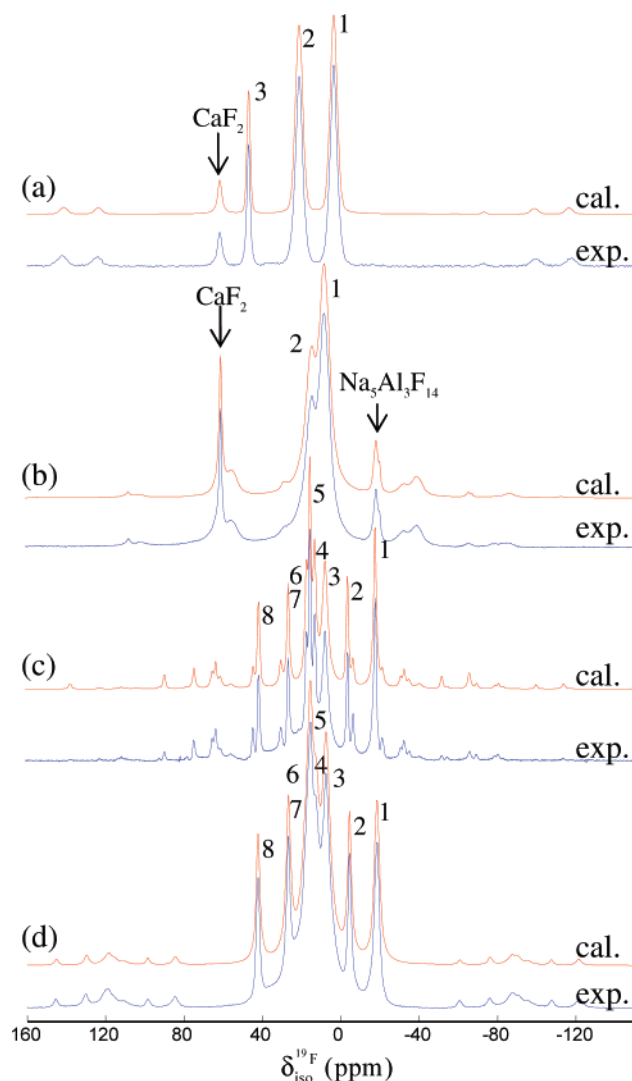 1
2
3
CaF₂
(a)
cal.
exp.
CaF₂
1
2
Na₅Al₃F₁₄
(b)
cal.
exp.
5
1
4
6
3
2
7
8
(c)
cal.
exp.
5
4
6
3
7
2
1
8
(d)
cal.
exp.
160 120 80 40 0 -40 -80 -120
δ¹⁹F iso (ppm)